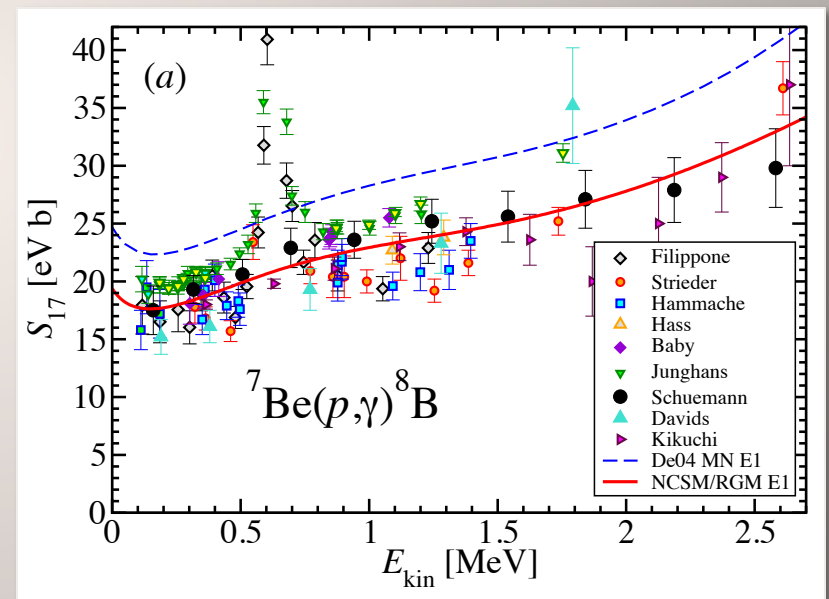 (a)
S₁₇ [eV b]
40
35
30
25
20
15
10
5
0
⁷Be(p,γ)⁸B
Filippone
Strieder
Hammache
Hass
Baby
Junghans
Schuemann
Davids
Kikuchi
De04 MN E1
NCSM/RGM E1
0 0.5 1 1.5 2 2.5
E_kin [MeV]